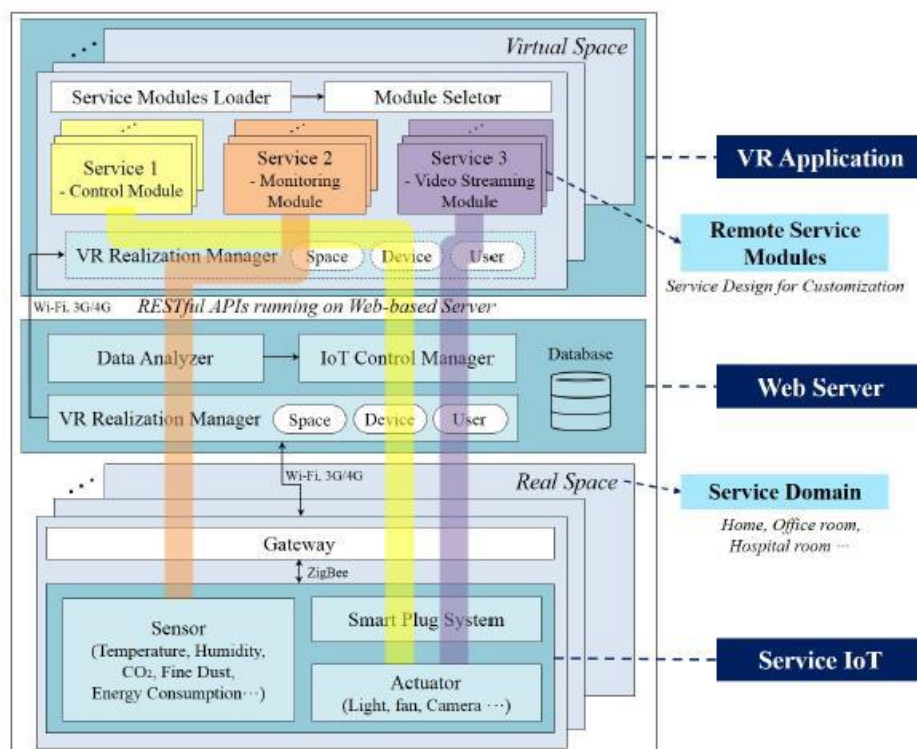 Virtual Space
Service Modules Loader
Module Seletor
Service 1
- Control Module
Service 2
- Monitoring
Module
Service 3
- Video Streaming
Module
VR Realization Manager
Space
Device
User
Wi-Fi, 3G/4G
RESTful APIs running on Web-based Server
Data Analyzer
IoT Control Manager
Database
VR Realization Manager
Space
Device
User
Wi-Fi, 3G/4G
Real Space
Gateway
ZigBee
Sensor
(Temperature, Humidity,
CO₂, Fine Dust,
Energy Consumption⋯)
Smart Plug System
Actuator
(Light, fan, Camera ⋯)
VR Application
Remote Service
Modules
Service Design for Customization
Web Server
Service Domain
Home, Office room,
Hospital room ⋯
Service IoT